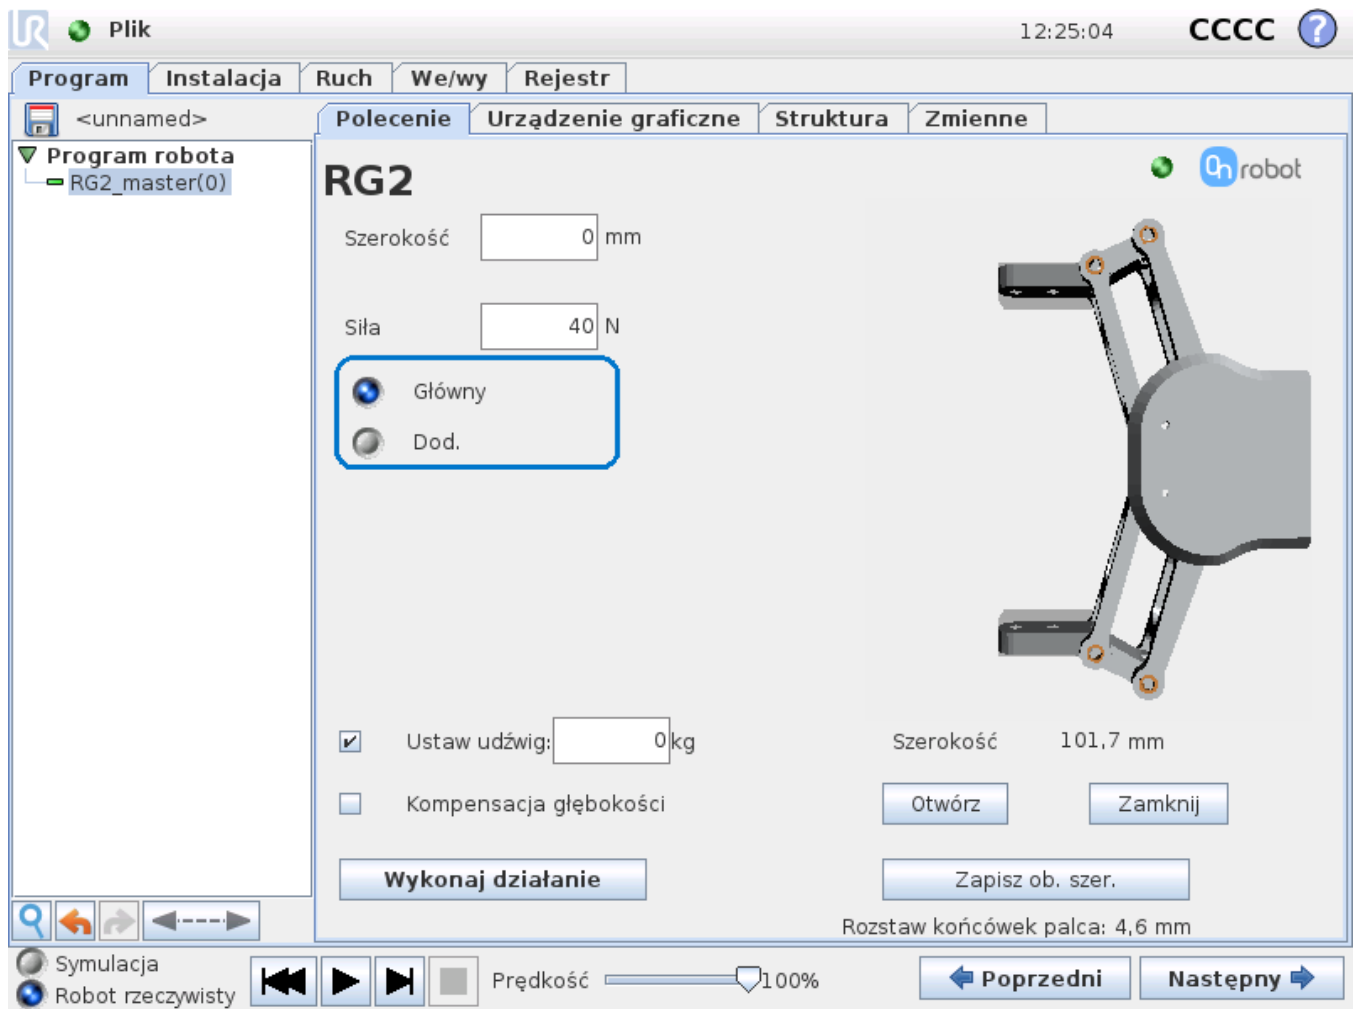 UR Plik 12:25:04 CCCC ?
Program Instalacja Ruch We/wy Rejestr
<unnamed> Polecenie Urządzenie graficzne Struktura Zmienne
Program robota
RG2_master(0)
RG2
On robot
Szerokość 0 mm
Siła 40 N
Główny
Dod.
Ustaw udźwig: 0 kg
Szerokość 101,7 mm
Kompensacja głębokości
Otwórz Zamknij
Wykonaj działanie
Zapisz ob. szer.
Rozstaw końcówek palca: 4,6 mm
Symulacja
Robot rzeczywisty
Prędkość 100%
Poprzedni Następny